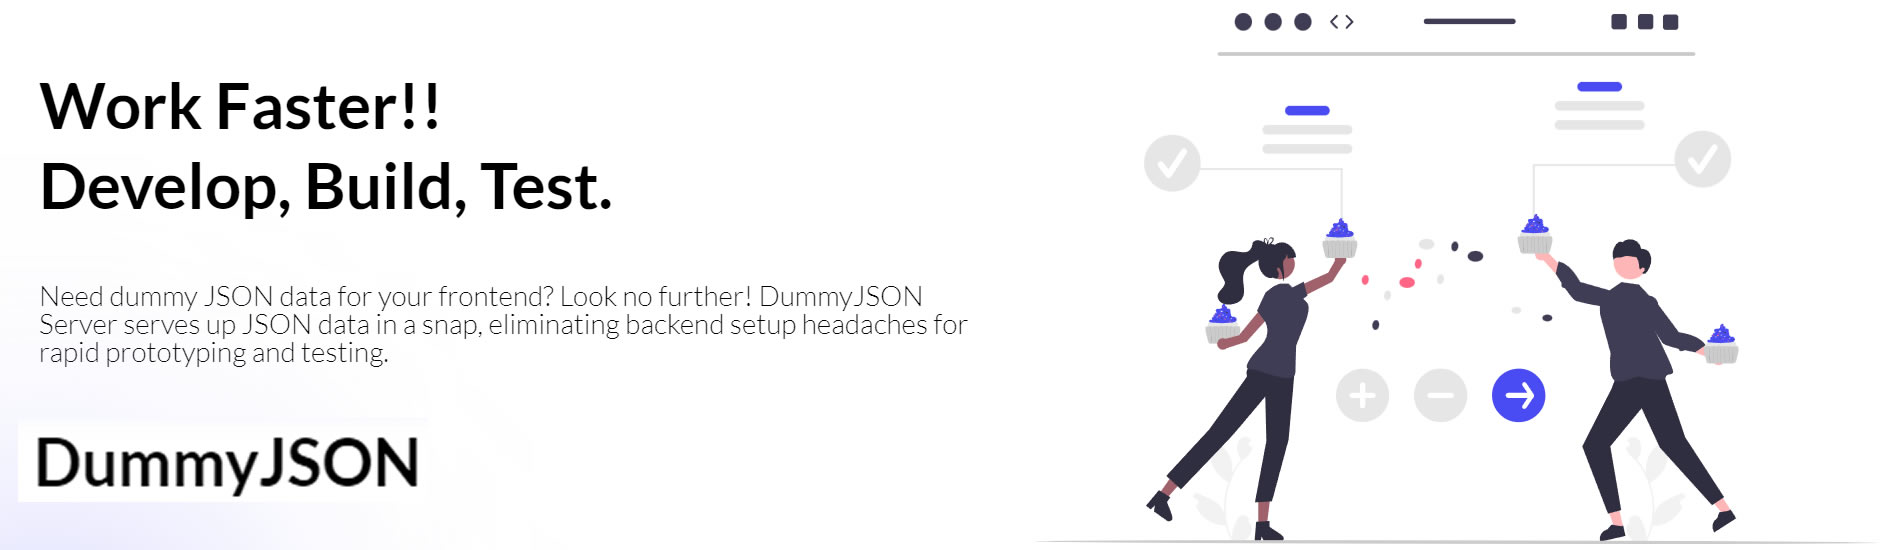 Work Faster!!
Develop, Build, Test.
Need dummy JSON data for your frontend? Look no further! DummyJSON
Server serves up JSON data in a snap, eliminating backend setup headaches for
rapid prototyping and testing.
DummyJSON